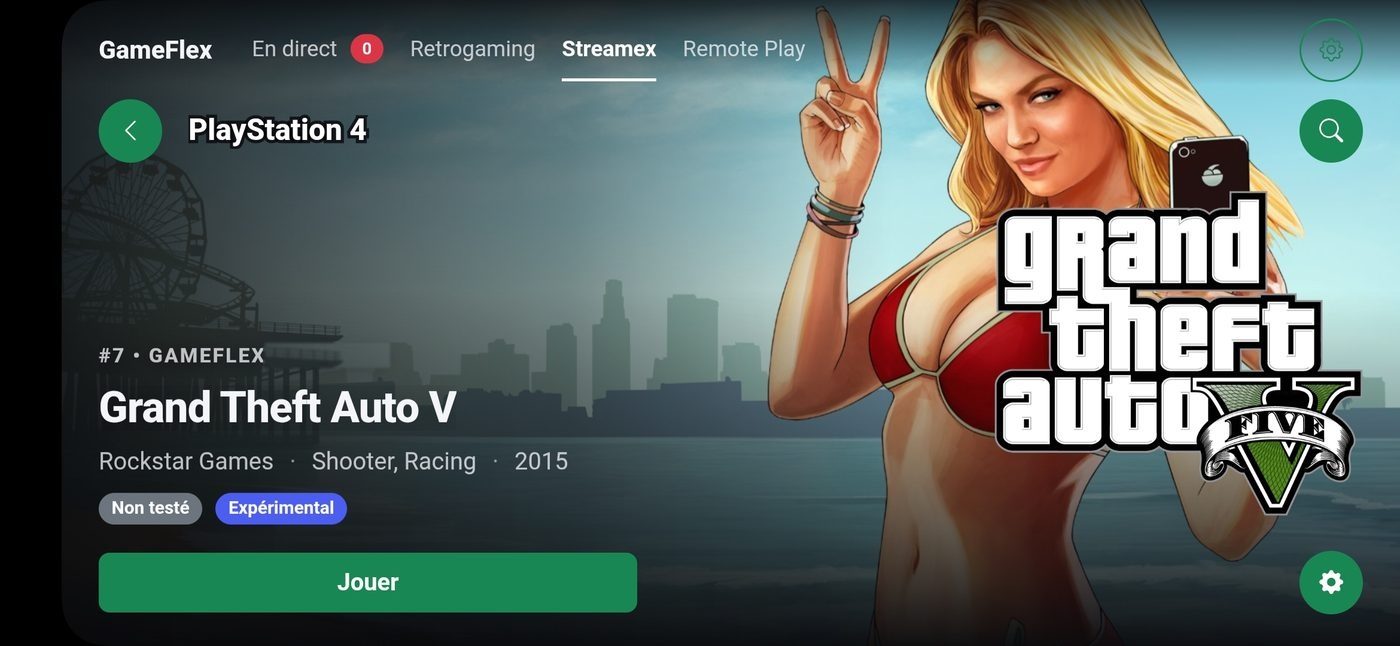 GameFlex En direct 0 Retrogaming Streamex Remote Play
PlayStation 4
grand
theft
auto V
FIVE
#7 • GAMEFLEX
Grand Theft Auto V
Rockstar Games · Shooter, Racing · 2015
Non testé Expérimental
Jouer